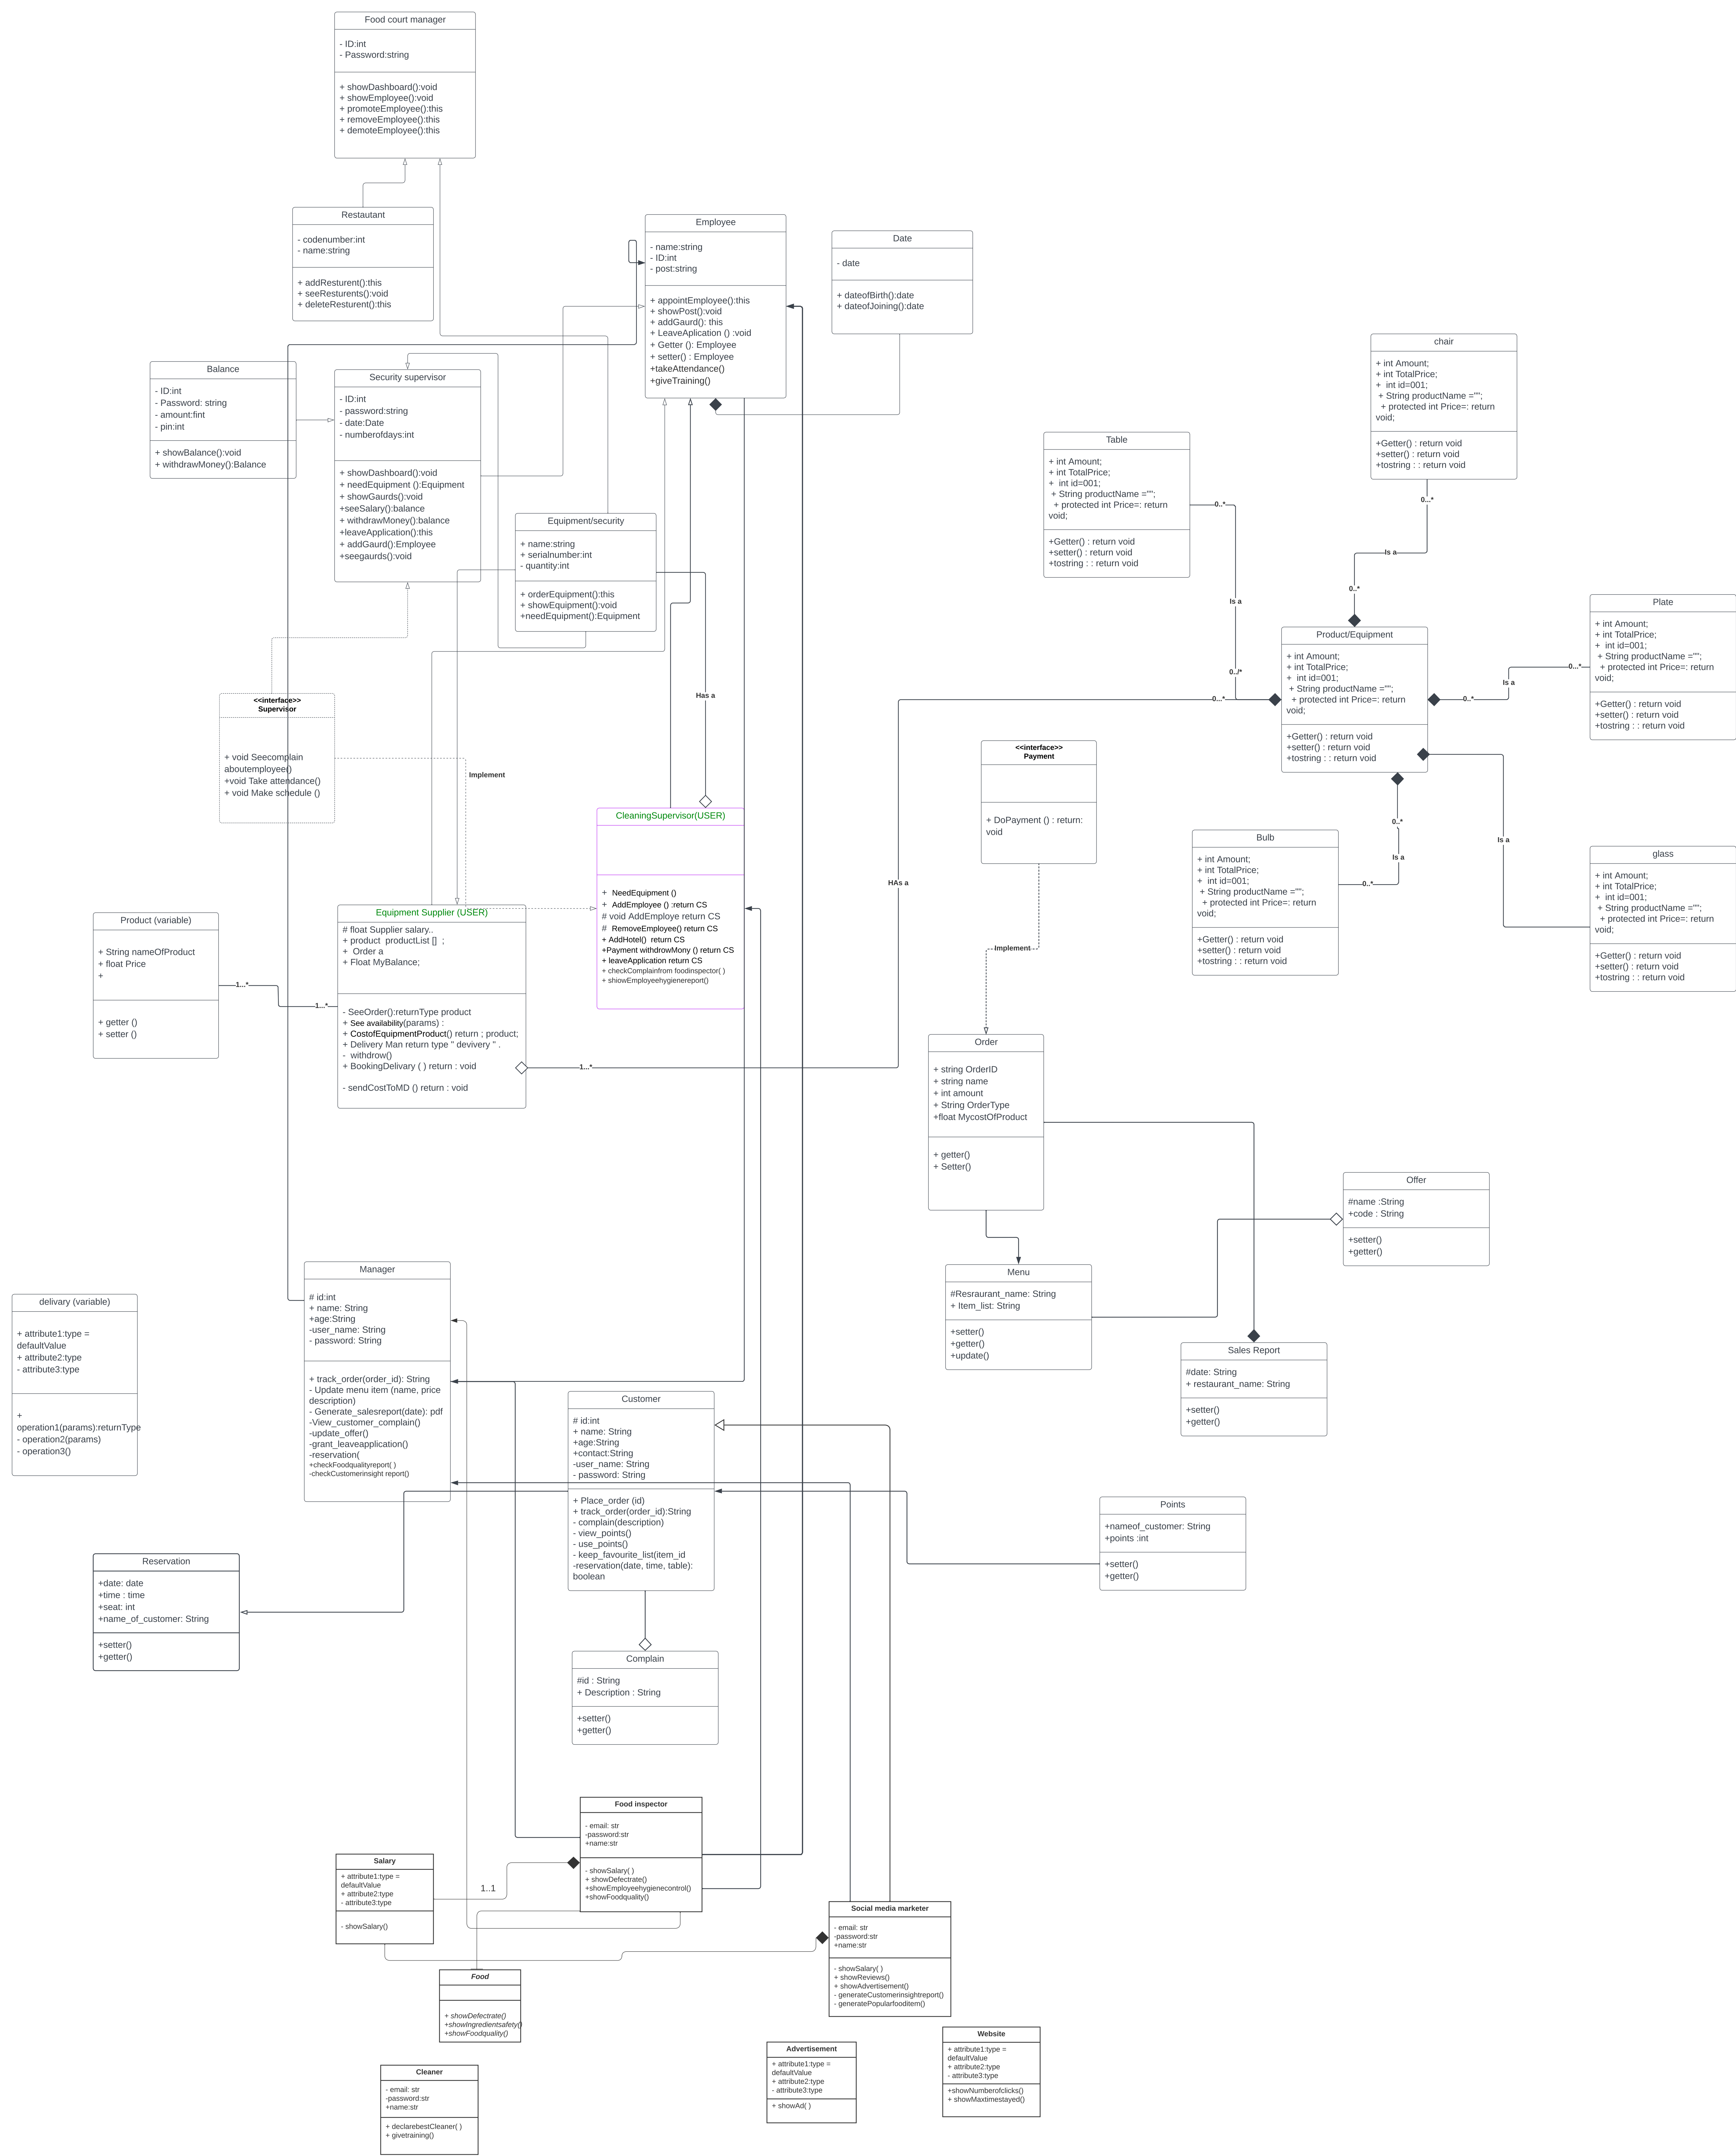 Food court manager
- ID:int
- Password:string
+ showDashboard():void
+ showEmployee():void
+ promoteEmployee():this
+ removeEmployee():this
+ demoteEmployee():this
Restautant
- codenumber:int
- name:string
+ addResturent():this
+ seeResturents():void
+ deleteResturent():this
Employee
- name:string
- ID:int
- post:string
+ appointEmployee():this
+ showPost():void
+ addGaurd(): this
+ LeaveAplication () :void
+ Getter (): Employee
+ setter() : Employee
+takeAttendance()
+giveTraining()
Date
- date
+ dateofBirth():date
+ dateofJoining():date
Balance
- ID:int
- Password: string
- amount:fint
- pin:int
+ showBalance():void
+ withdrawMoney():Balance
Security supervisor
- ID:int
- password:string
- date:Date
- numberofdays:int
+ showDashboard():void
+ needEquipment ():Equipment
+ showGaurds():void
+seeSalary():balance
+ withdrawMoney():balance
+leaveApplication():this
+ addGaurd():Employee
+seegaurds():void
Equipment/security
+ name:string
+ serialnumber:int
- quantity:int
+ orderEquipment():this
+ showEquipment():void
+needEquipment():Equipment
chair
+ int Amount;
+ int TotalPrice;
+  int id=001;
+ String productName ="";
+ protected int Price=: return
void;
+Getter() : return void
+setter() : return void
+tostring : : return void
0...*
Is a
0..*
Table
+ int Amount;
+ int TotalPrice;
+  int id=001;
+ String productName ="";
+ protected int Price=: return
void;
+Getter() : return void
+setter() : return void
+tostring : : return void
0..*
Is a
0../*
0...*
Product/Equipment
+ int Amount;
+ int TotalPrice;
+  int id=001;
+ String productName ="";
+ protected int Price=: return
void;
+Getter() : return void
+setter() : return void
+tostring : : return void
Plate
+ int Amount;
+ int TotalPrice;
+  int id=001;
+ String productName ="";
+ protected int Price=: return
void;
+Getter() : return void
+setter() : return void
+tostring : : return void
0...*
Is a
0..*
<<interface>>
Supervisor
+ void Seecomplain
aboutemployee()
+void Take attendance()
+ void Make schedule ()
Implement
Has a
<<interface>>
Payment
+ DoPayment () : return:
void
Implement
CleaningSupervisor(USER)
+  NeedEquipment ()
+  AddEmployee () :return CS
# void AddEmploye return CS
#  RemoveEmployee() return CS
+ AddHotel()  return CS
+Payment withdrowMony () return CS
+ leaveApplication return CS
+ checkComplainfrom foodinspector( )
+ shiowEmployeehygienereport()
HAs a
Bulb
+ int Amount;
+ int TotalPrice;
+  int id=001;
+ String productName ="";
+ protected int Price=: return
void;
+Getter() : return void
+setter() : return void
+tostring : : return void
0..*
Is a
0..*
glass
+ int Amount;
+ int TotalPrice;
+  int id=001;
+ String productName ="";
+ protected int Price=: return
void;
+Getter() : return void
+setter() : return void
+tostring : : return void
Is a
Product (variable)
+ String nameOfProduct
+ float Price
+
+ getter ()
+ setter ()
1...*
1...*
Equipment Supplier (USER)
# float Supplier salary..
+ product  productList []  ;
+  Order a
+ Float MyBalance;
- SeeOrder():returnType product
+ See availability(params) :
+ CostofEquipmentProduct() return ; product;
+ Delivery Man return type " devivery " .
-  withdrow()
+ BookingDelivary ( ) return : void
- sendCostToMD () return : void
1...*
Order
+ string OrderID
+ string name
+ int amount
+ String OrderType
+float MycostOfProduct
+ getter()
+ Setter()
Offer
#name :String
+code : String
+setter()
+getter()
Menu
#Resraurant_name: String
+ Item_list: String
+setter()
+getter()
+update()
Sales Report
#date: String
+ restaurant_name: String
+setter()
+getter()
Manager
# id:int
+ name: String
+age:String
-user_name: String
- password: String
+ track_order(order_id): String
- Update menu item (name, price
description)
- Generate_salesreport(date): pdf
-View_customer_complain()
-update_offer()
-grant_leaveapplication()
-reservation(
+checkFoodqualityreport( )
-checkCustomerinsight report()
delivary (variable)
+ attribute1:type =
defaultValue
+ attribute2:type
- attribute3:type
+
operation1(params):returnType
- operation2(params)
- operation3()
Customer
# id:int
+ name: String
+age:String
+contact:String
-user_name: String
- password: String
+ Place_order (id)
+ track_order(order_id):String
- complain(description)
- view_points()
- use_points()
- keep_favourite_list(item_id
-reservation(date, time, table):
boolean
Points
+nameof_customer: String
+points :int
+setter()
+getter()
Reservation
+date: date
+time : time
+seat: int
+name_of_customer: String
+setter()
+getter()
Complain
#id : String
+ Description : String
+setter()
+getter()
Food inspector
- email: str
-password:str
+name:str
- showSalary( )
+ showDefectrate()
+showEmployeehygienecontrol()
+showFoodquality()
Salary
+ attribute1:type =
defaultValue
+ attribute2:type
- attribute3:type
- showSalary()
1..1
Social media marketer
- email: str
-password:str
+name:str
- showSalary( )
+ showReviews()
+ showAdvertisement()
- generateCustomerinsightreport()
- generatePopularfooditem()
Food
+ showDefectrate()
+showIngredientsafety()
+showFoodquality()
Website
+ attribute1:type =
defaultValue
+ attribute2:type
- attribute3:type
+showNumberofclicks()
+ showMaxtimestayed()
Advertisement
+ attribute1:type =
defaultValue
+ attribute2:type
- attribute3:type
+ showAd( )
Cleaner
- email: str
-password:str
+name:str
+ declarebestCleaner( )
+ givetraining()